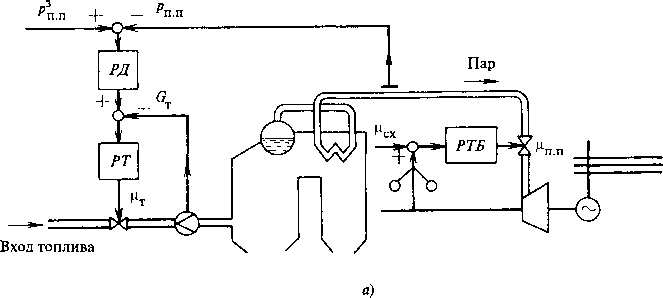 p³п.п + − pп.п
РД
Пар
+ − Gт
μсх
+
РТБ
μп.п
РТ
μт
Вход топлива
а)